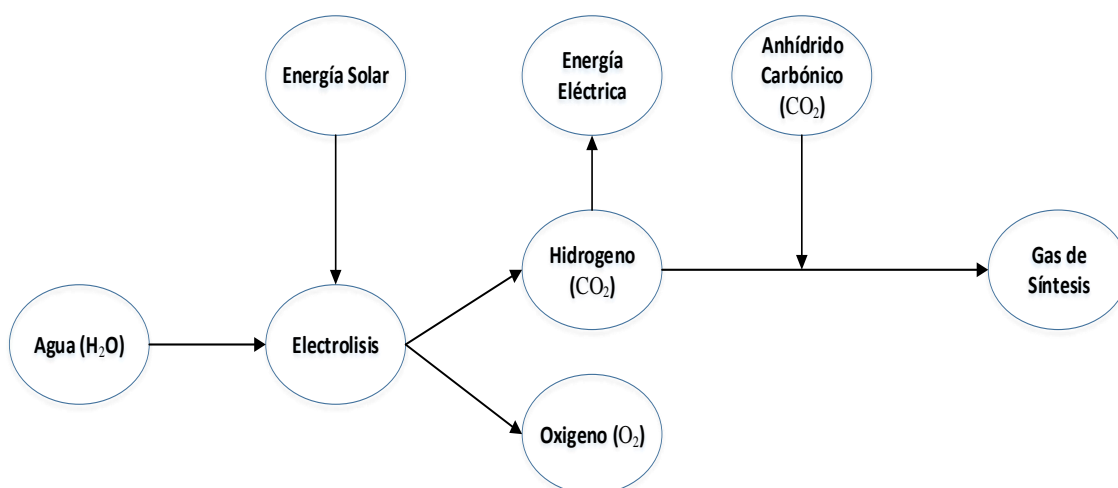 Energía Solar
Energía
Eléctrica
Anhídrido
Carbónico
(CO₂)
Hidrogeno
(CO₂)
Gas de
Síntesis
Agua (H₂O)
Electrolisis
Oxigeno (O₂)